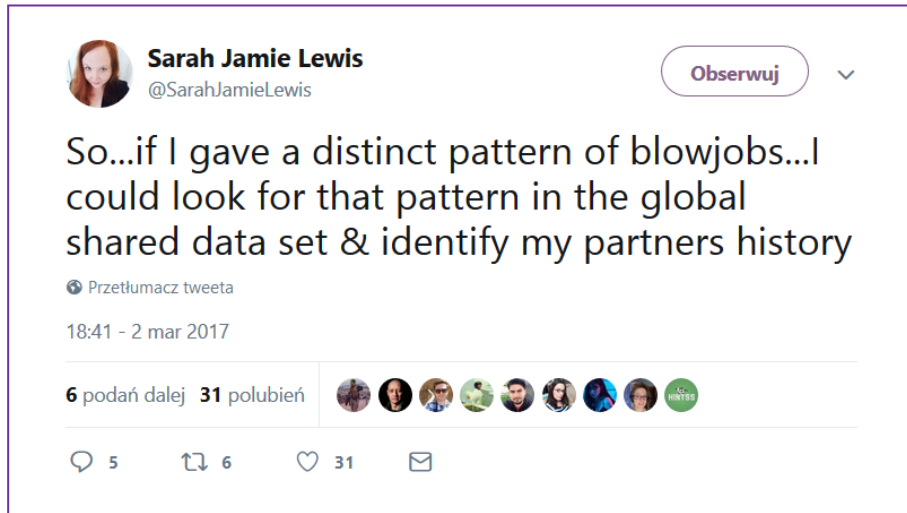 Sarah Jamie Lewis
@SarahJamieLewis
Obserwuj
So...if I gave a distinct pattern of blowjobs...I
could look for that pattern in the global
shared data set & identify my partners history
Przetłumacz tweeta
18:41 - 2 mar 2017
6 podań dalej 31 polubień
HINTSS
5 6 31